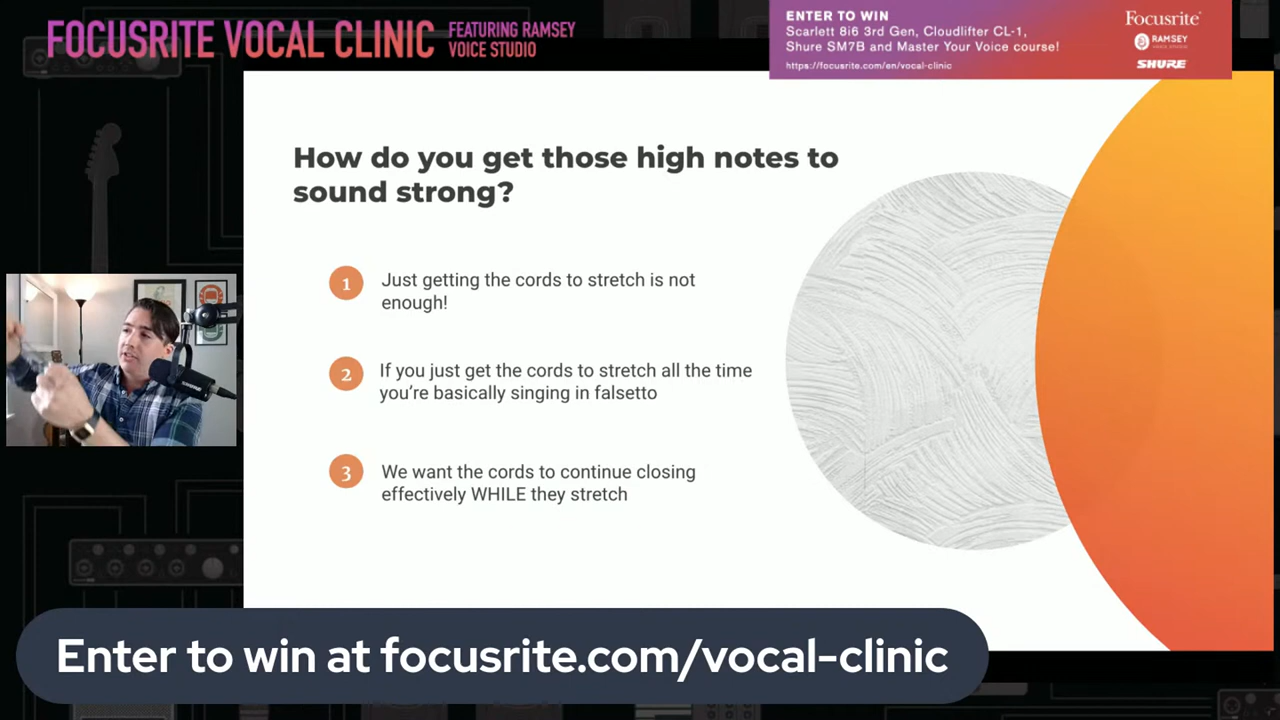 FOCUSRITE VOCAL CLINIC
FEATURING RAMSEY
VOICE STUDIO
ENTER TO WIN
Scarlett 8i6 3rd Gen, Cloudlifter CL-1,
Shure SM7B and Master Your Voice course!
https://focusrite.com/en/vocal-clinic
Focusrite®
RAMSEY
VOICE STUDIO
SHURE
How do you get those high notes to
sound strong?
1
Just getting the cords to stretch is not
enough!
2
If you just get the cords to stretch all the time
you’re basically singing in falsetto
3
We want the cords to continue closing
effectively WHILE they stretch
Enter to win at focusrite.com/vocal-clinic